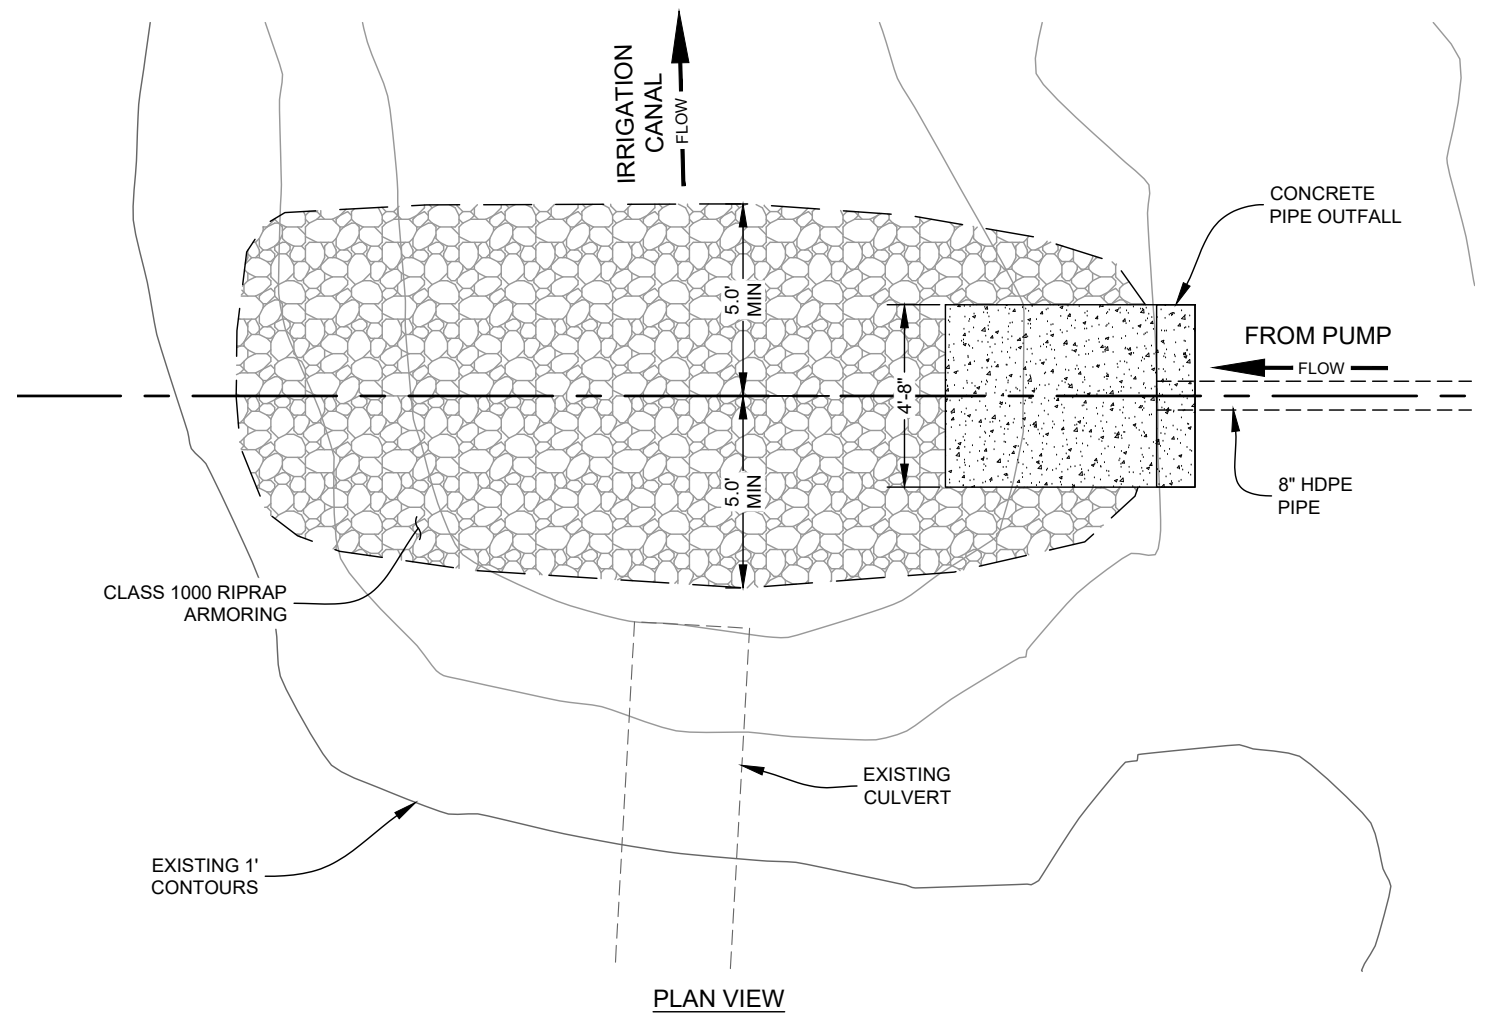 IRRIGATION
CANAL
FLOW
CONCRETE
PIPE OUTFALL
5.0'
MIN
FROM PUMP
FLOW
4'-8"
5.0'
MIN
8" HDPE
PIPE
CLASS 1000 RIPRAP
ARMORING
EXISTING
CULVERT
EXISTING 1'
CONTOURS
PLAN VIEW